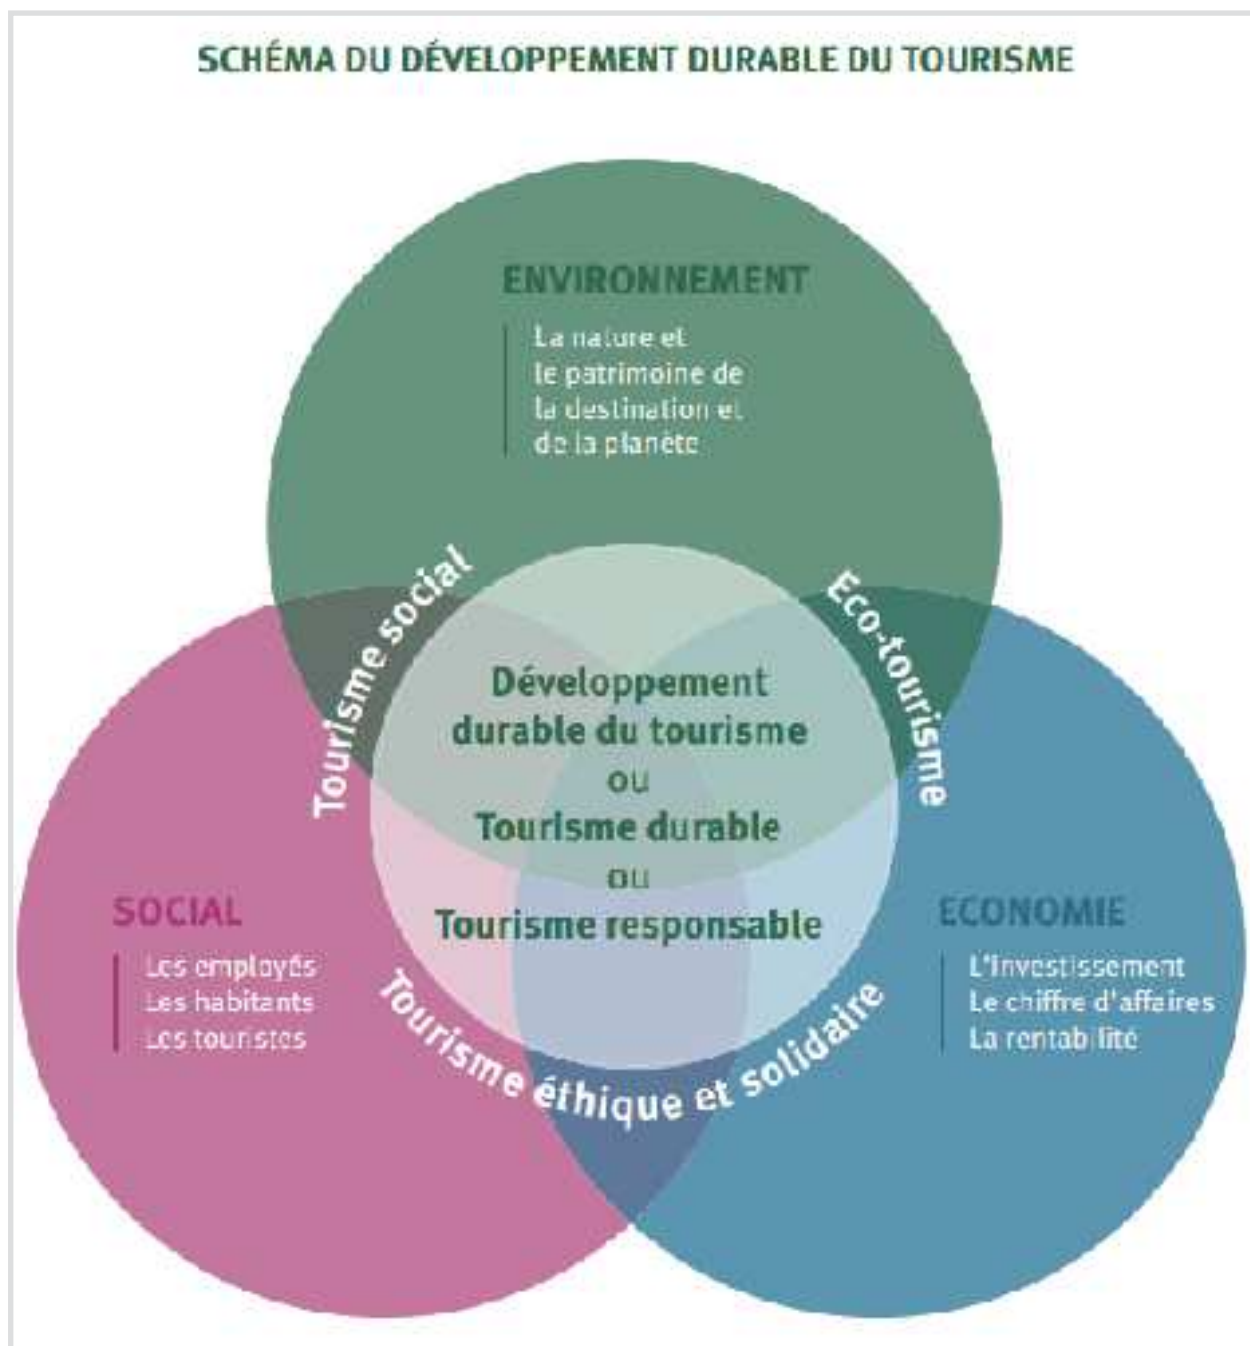 SCHÉMA DU DÉVELOPPEMENT DURABLE DU TOURISME
ENVIRONNEMENT
La nature et
le patrimoine de
la destination et
de la planète
Tourisme social
Eco-tourisme
Développement
durable du tourisme
ou
Tourisme durable
ou
Tourisme responsable
SOCIAL
Les employés
Les habitants
Les touristes
ECONOMIE
L'investissement
Le chiffre d'affaires
La rentabilité
Tourisme éthique et solidaire